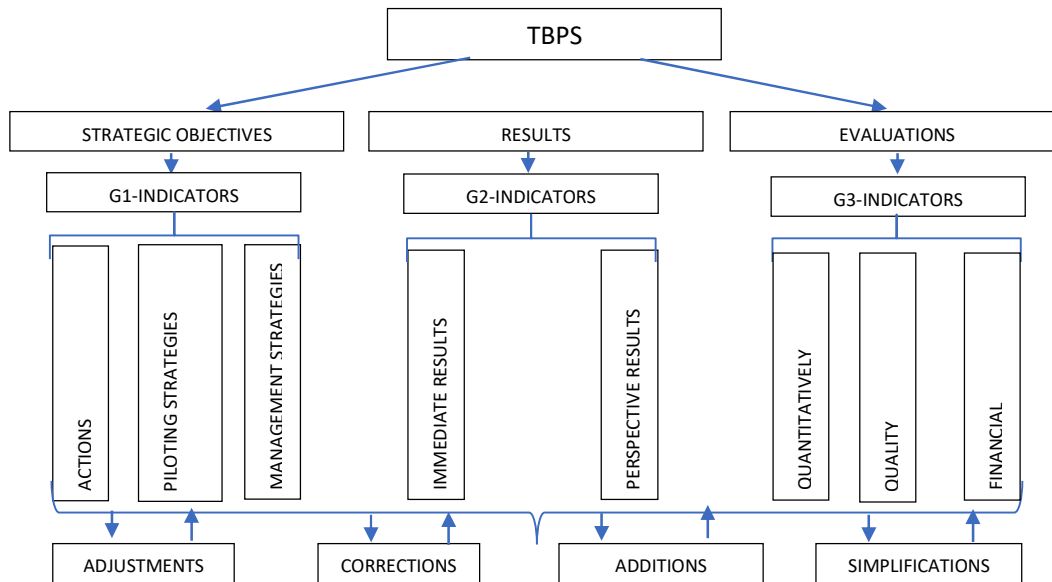 TBPS
STRATEGIC OBJECTIVES
RESULTS
EVALUATIONS
G1-INDICATORS
G2-INDICATORS
G3-INDICATORS
ACTIONS
PILOTING STRATEGIES
MANAGEMENT STRATEGIES
IMMEDIATE RESULTS
PERSPECTIVE RESULTS
QUANTITATIVELY
QUALITY
FINANCIAL
ADJUSTMENTS
CORRECTIONS
ADDITIONS
SIMPLIFICATIONS